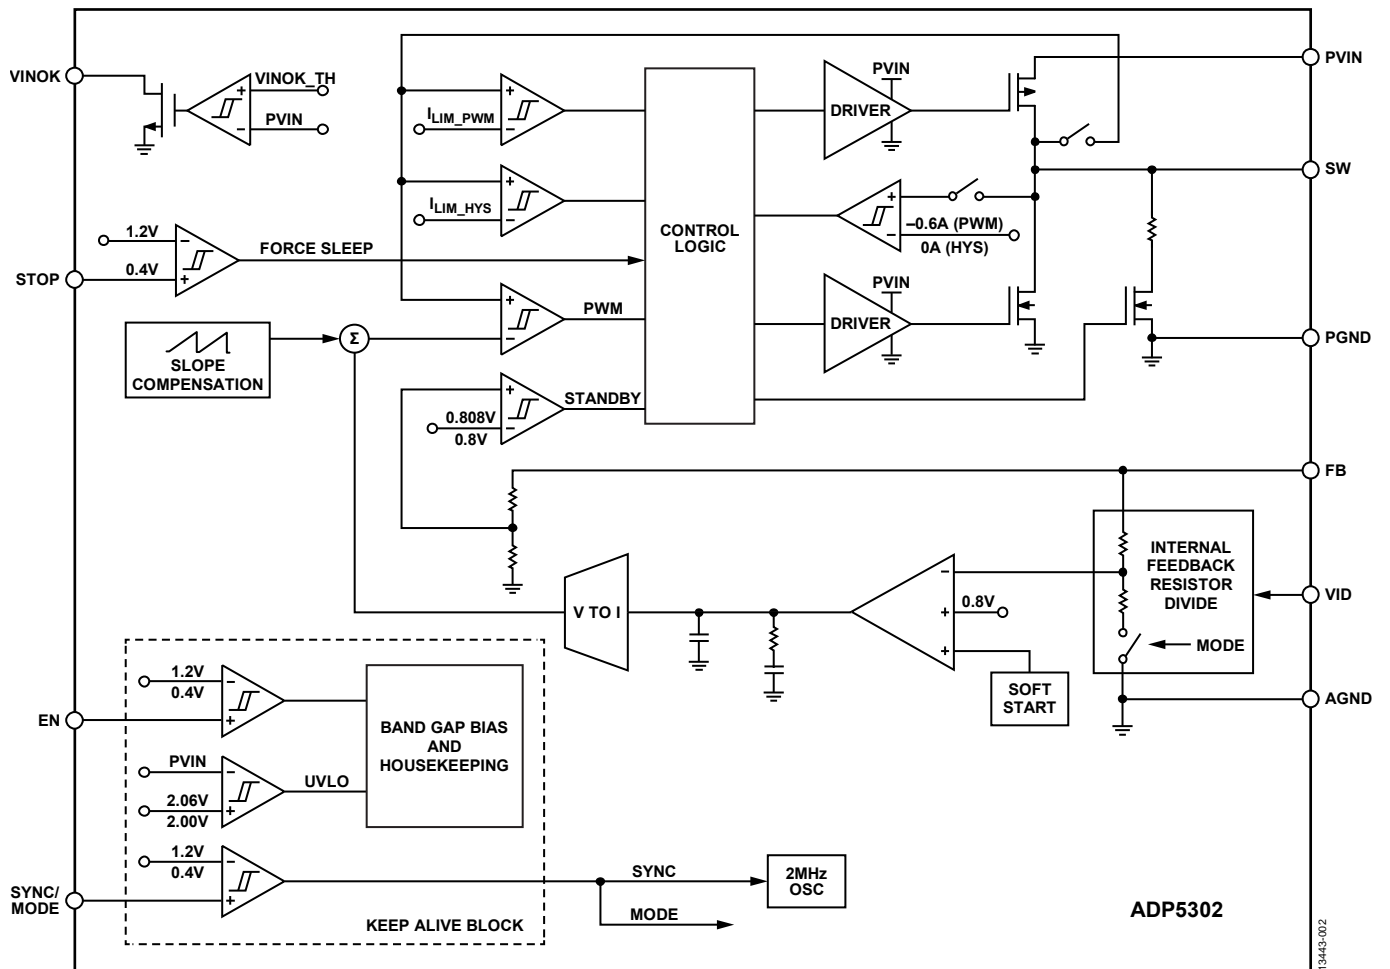 VINOK
VINOK_TH
+
PVIN
−
+
ILIM_PWM
−
+
ILIM_HYS
−
CONTROL
LOGIC
PVIN
DRIVER
PVIN
SW
+
−0.6A (PWM)
−
0A (HYS)
1.2V
−
0.4V
+
STOP
FORCE SLEEP
PVIN
DRIVER
PGND
SLOPE
COMPENSATION
Σ
+
−
PWM
+
0.808V
−
0.8V
STANDBY
FB
INTERNAL
FEEDBACK
RESISTOR
DIVIDE
MODE
VID
AGND
V TO I
−
+
0.8V
+
SOFT
START
1.2V
−
0.4V
+
EN
PVIN
−
2.06V
+
2.00V
UVLO
BAND GAP BIAS
AND
HOUSEKEEPING
1.2V
−
0.4V
+
SYNC/
MODE
KEEP ALIVE BLOCK
SYNC
MODE
2MHz
OSC
ADP5302
13443-002